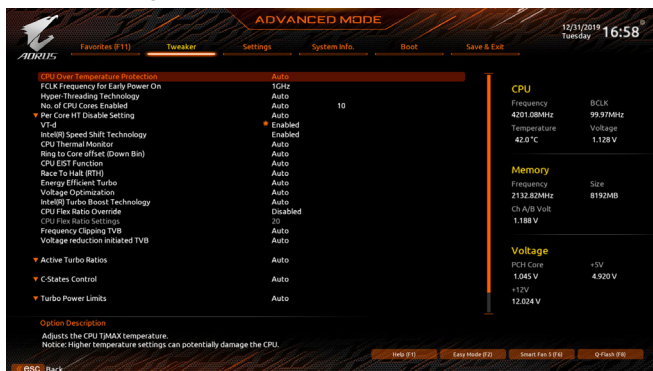 ADVANCED MODE
12/31/2019 Tuesday 16:58
AORUS
Favorites (F11) Tweaker Settings System Info. Boot Save & Exit
CPU Over Temperature Protection Auto
FCLK Frequency for Early Power On 1GHz
Hyper-Threading Technology Auto
No. of CPU Cores Enabled Auto 10
Per Core HT Disable Setting Auto
VT-d Enabled
Intel(R) Speed Shift Technology Enabled
CPU Thermal Monitor Auto
Ring to Core offset (Down Bin) Auto
CPU EIST Function Auto
Race To Halt (RTH) Auto
Energy Efficient Turbo Auto
Voltage Optimization Auto
Intel(R) Turbo Boost Technology Auto
CPU Flex Ratio Override Disabled
CPU Flex Ratio Settings 20
Frequency Clipping TVB Auto
Voltage reduction initiated TVB Auto
Active Turbo Ratios Auto
C-States Control Auto
Turbo Power Limits Auto
CPU
Frequency BCLK
4201.08MHz 99.97MHz
Temperature Voltage
42.0 °C 1.128 V
Memory
Frequency Size
2132.82MHz 8192MB
Ch A/B Volt
1.188 V
Voltage
PCH Core +5V
1.045 V 4.920 V
+12V
12.024 V
Option Description
Adjusts the CPU TjMAX temperature.
Notice: Higher temperature settings can potentially damage the CPU.
Help (F1) Easy Mode (F2) Smart Fan 5 (F6) Q-Flash (F8)
esc Back